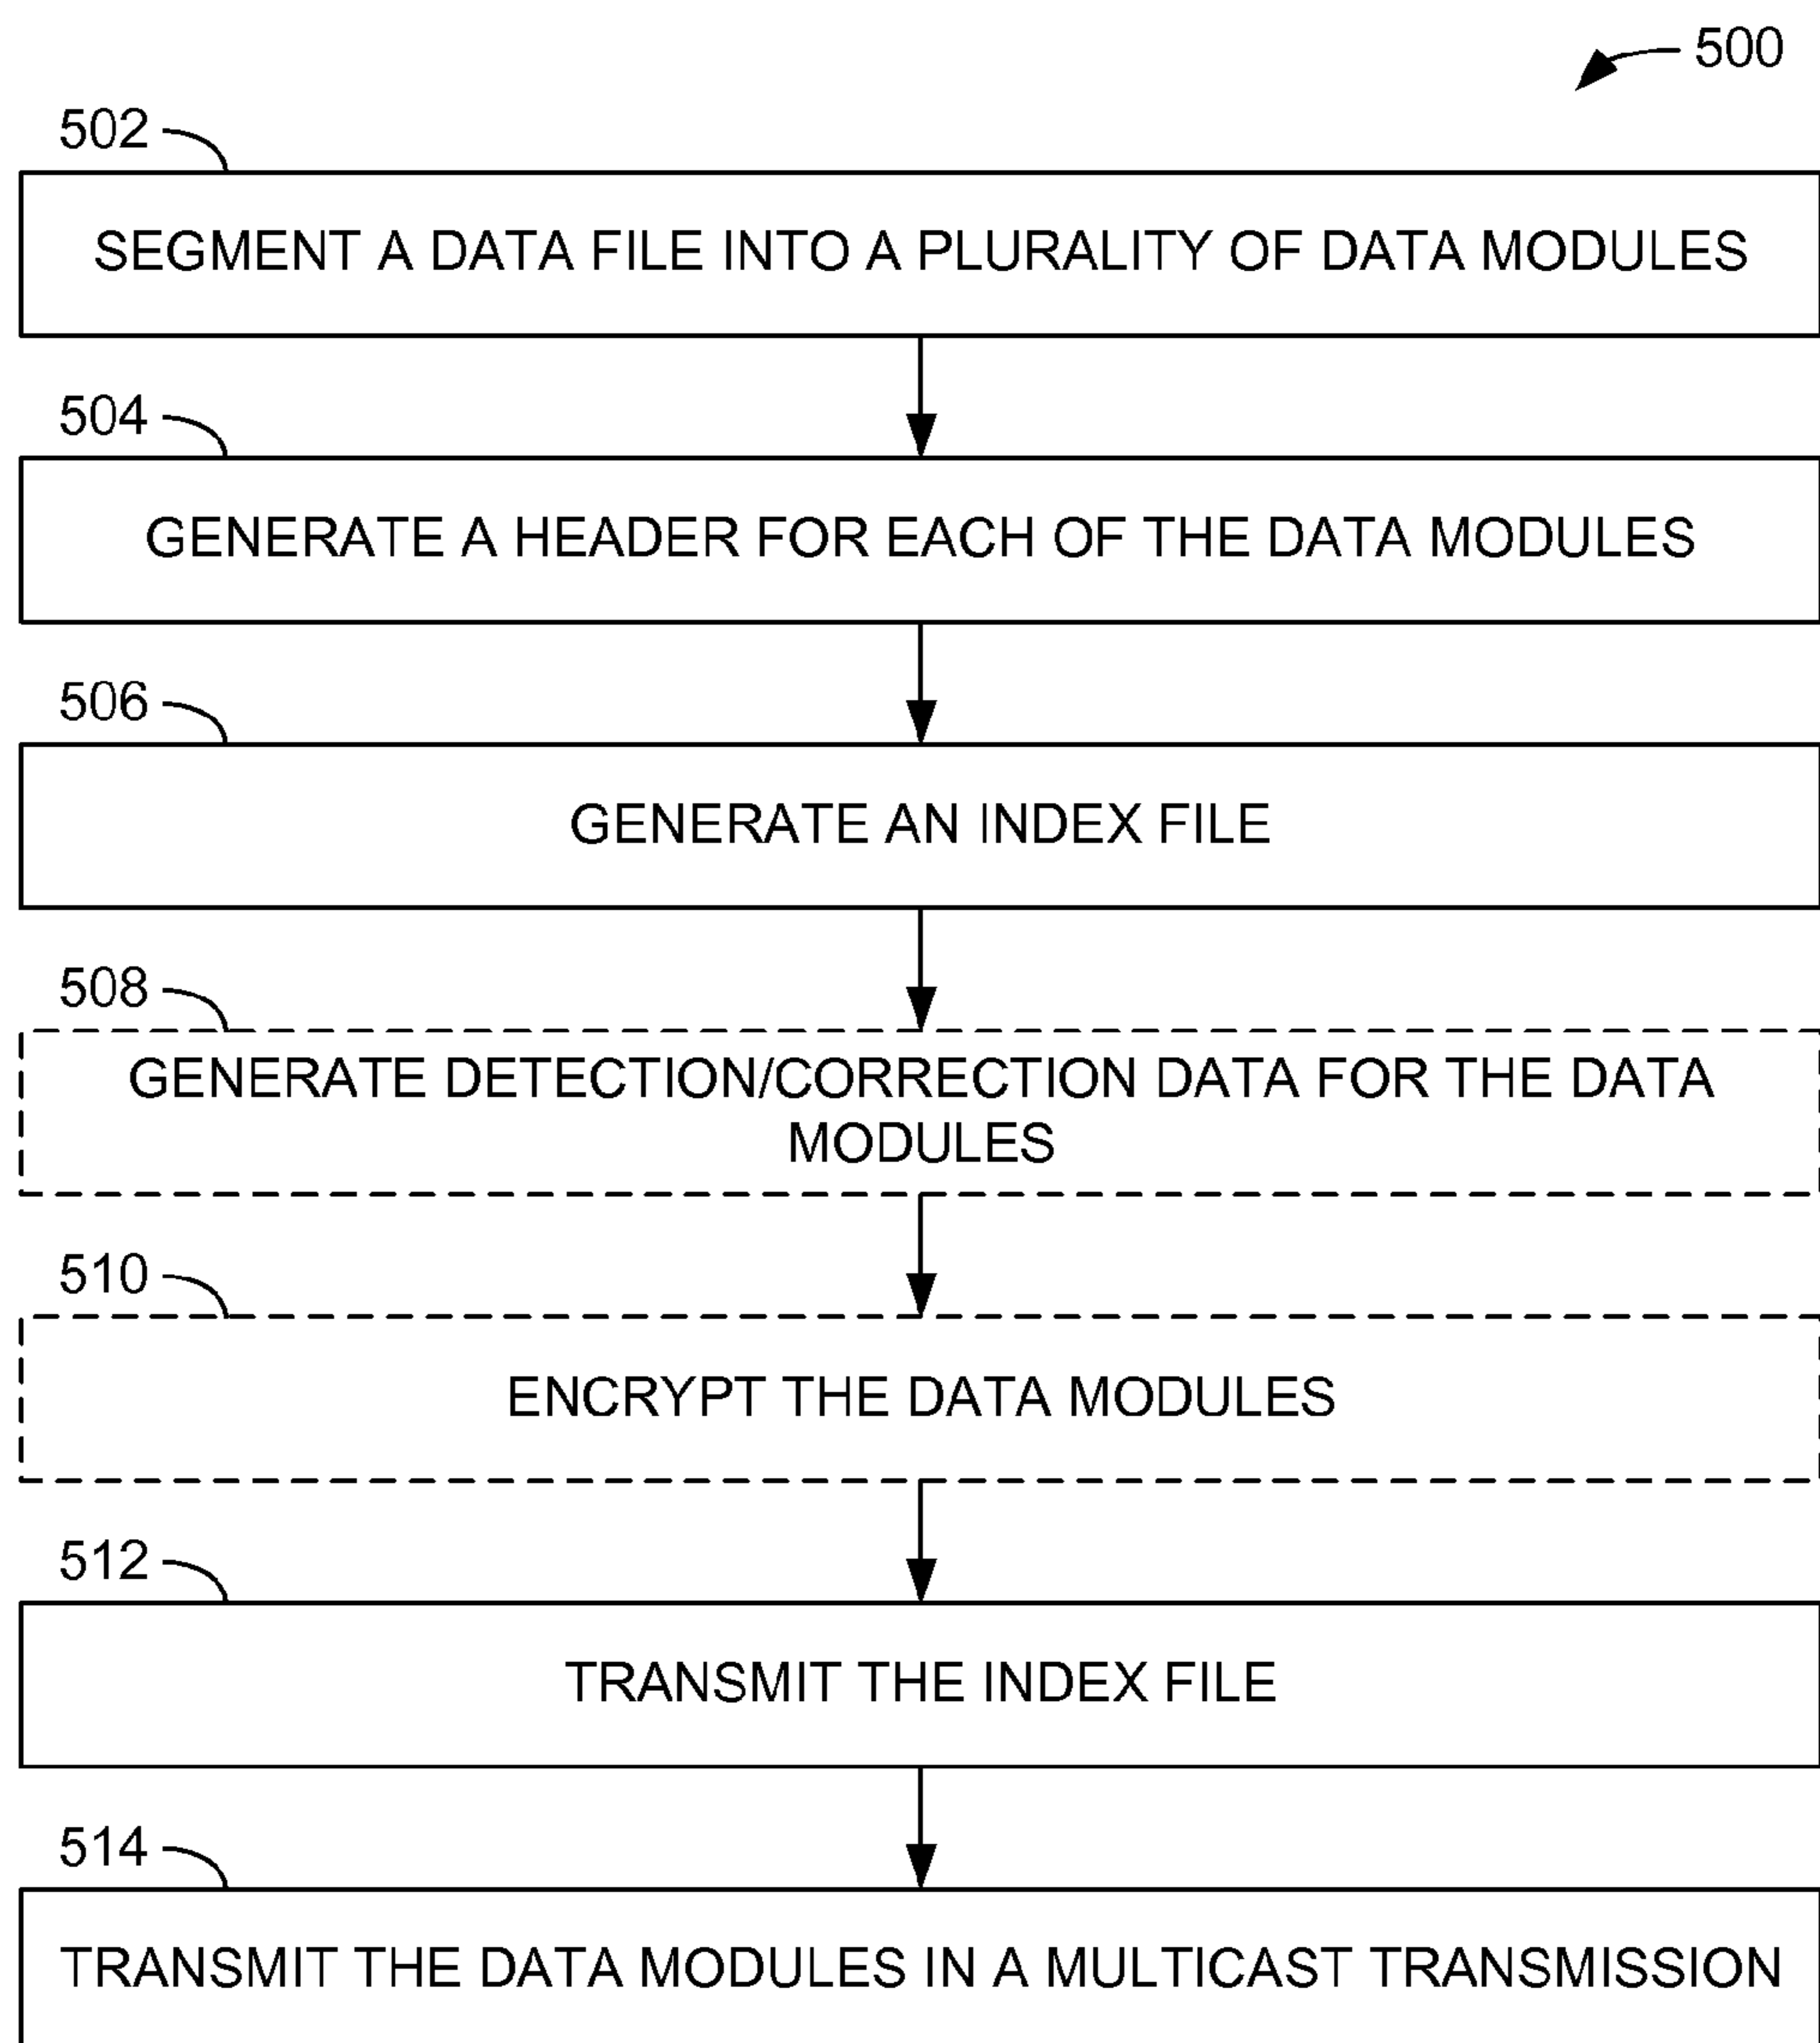 500
502
SEGMENT A DATA FILE INTO A PLURALITY OF DATA MODULES
504
GENERATE A HEADER FOR EACH OF THE DATA MODULES
506
GENERATE AN INDEX FILE
508
GENERATE DETECTION/CORRECTION DATA FOR THE DATA
MODULES
510
ENCRYPT THE DATA MODULES
512
TRANSMIT THE INDEX FILE
514
TRANSMIT THE DATA MODULES IN A MULTICAST TRANSMISSION